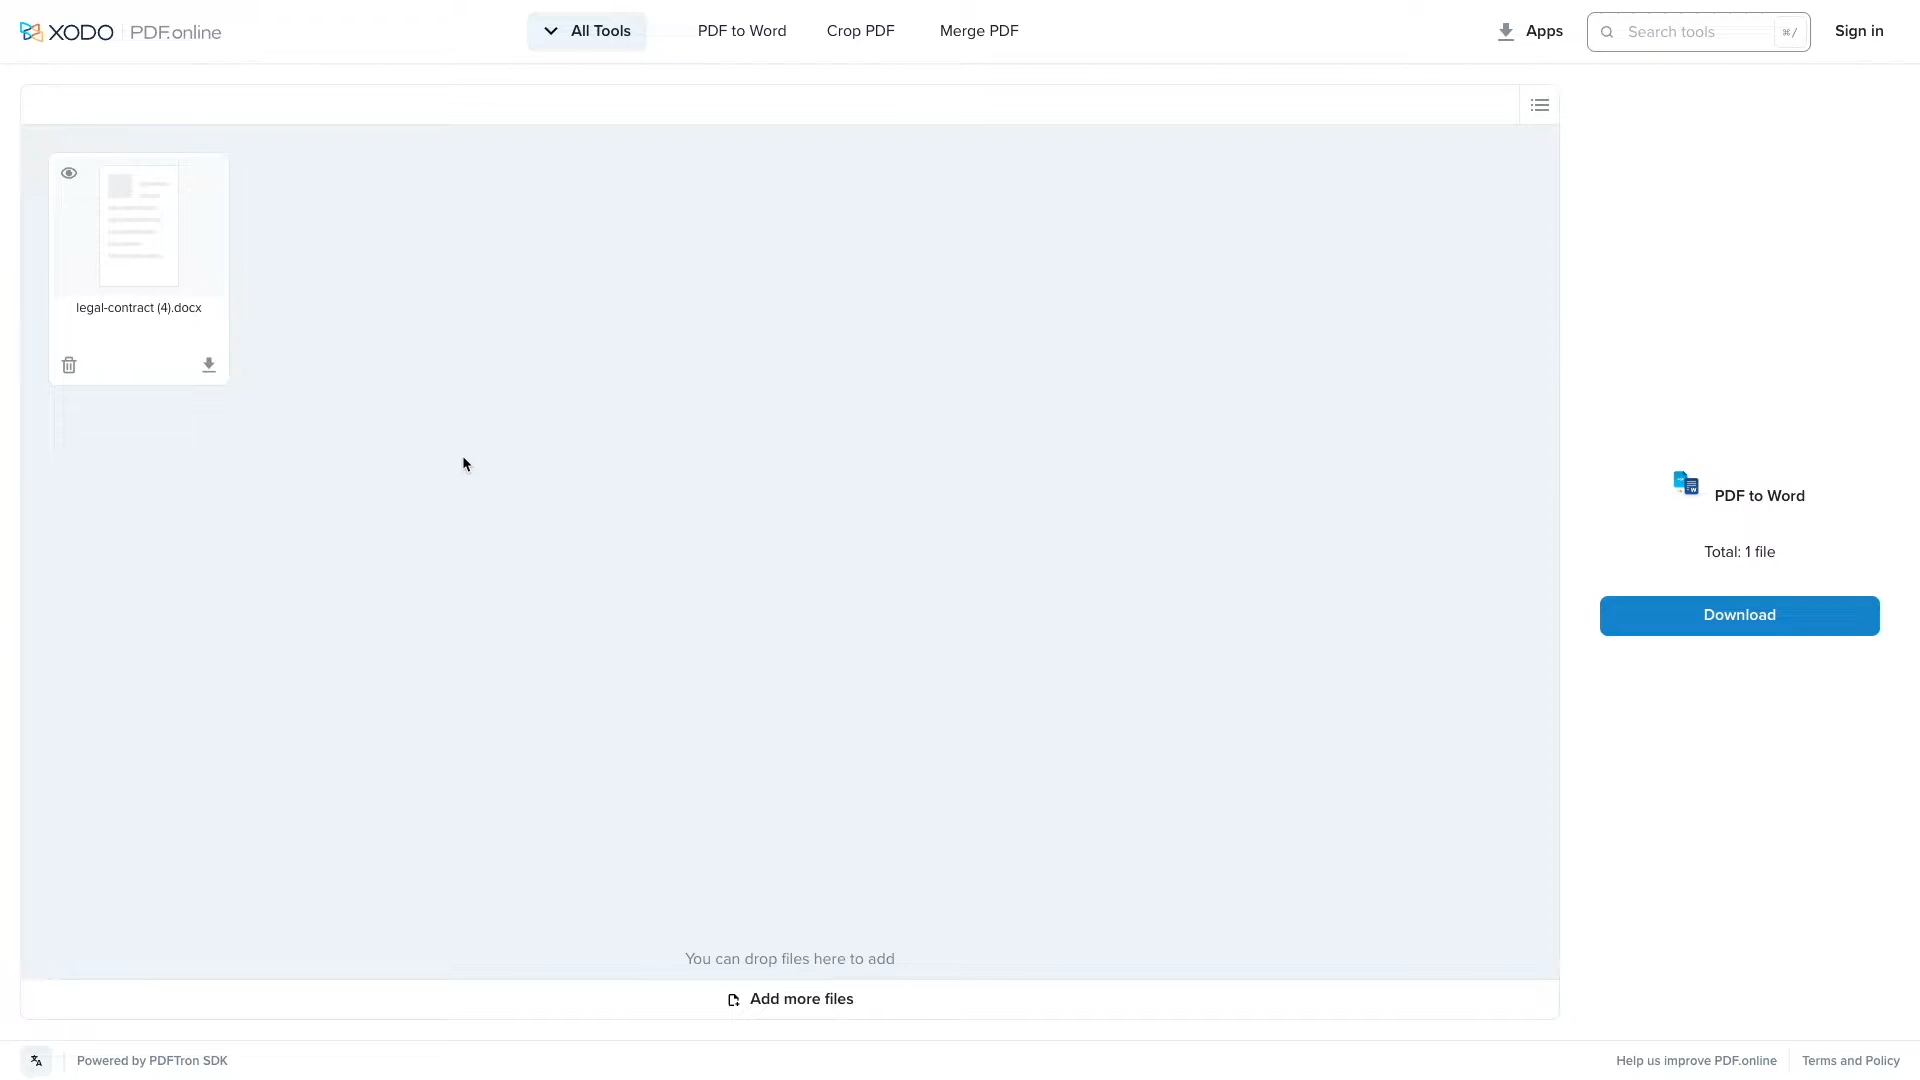 XODO PDF.online
All Tools
PDF to Word
Crop PDF
Merge PDF
Apps
Search tools
⌘/
Sign in
legal-contract (4).docx
PDF to Word
Total: 1 file
Download
You can drop files here to add
Add more files
Powered by PDFTron SDK
Help us improve PDF.online
Terms and Policy